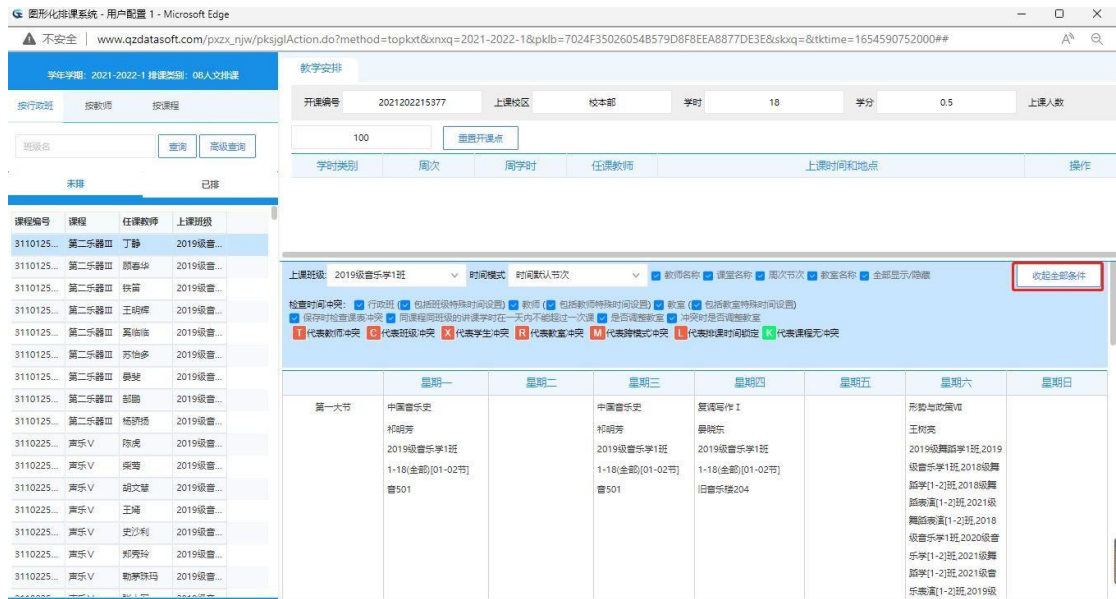 图形化排课系统 - 用户配置 1 - Microsoft Edge
不安全 www.qzdatasoft.com/pxzx_njw/pksjglAction.do?method=topkxt&xnxq=2021-2022-1&pklb=7024F35026054B579D8F8EEA8877DE3E&skxq=&tktime=1654590752000##
学年学期: 2021-2022-1 排课类别: 08人文排课
按行政班 按教师 按课程
班级名 查询 高级查询
未排 已排
课程编号 课程 任课教师 上课班级
3110125... 第二乐器III 丁静 2019级音...
3110125... 第二乐器III 顾春华 2019级音...
3110125... 第二乐器III 铁笛 2019级音...
3110125... 第二乐器III 王明辉 2019级音...
3110125... 第二乐器III 奚临临 2019级音...
3110125... 第二乐器III 苏怡多 2019级音...
3110125... 第二乐器III 晏斐 2019级音...
3110125... 第二乐器III 郜鹏 2019级音...
3110125... 第二乐器III 杨骄扬 2019级音...
3110225... 声乐V 陈虎 2019级音...
3110225... 声乐V 柴莺 2019级音...
3110225... 声乐V 胡文慧 2019级音...
3110225... 声乐V 王烯 2019级音...
3110225... 声乐V 史沙利 2019级音...
3110225... 声乐V 郑秀玲 2019级音...
3110225... 声乐V 勒茅珠玛 2019级音...
教学安排
开课编号 2021202215377 上课校区 校本部 学时 18 学分 0.5 上课人数
100 重置开课点
学时类别 周次 周学时 任课教师 上课时间和地点 操作
上课班级: 2019级音乐学1班 时间模式 时间默认节次 教师名称 课堂名称 周次节次 教室名称 全部显示/隐藏 收起全部条件
检查时间冲突: 行政班 ( 包括班级特殊时间设置) 教师 ( 包括教师特殊时间设置) 教室 ( 包括教室特殊时间设置)
保存时检查课表冲突 同课程同班级的讲课学时在一天内不能超过一次课 是否调整教室 冲突时是否调整教室
T 代表教师冲突 C 代表班级冲突 X 代表学生冲突 R 代表教室冲突 M 代表跨模式冲突 L 代表排课时间锁定 K 代表课程无冲突
星期一 星期二 星期三 星期四 星期五 星期六 星期日
第一大节
中国音乐史
祁明芳
2019级音乐学1班
1-18(全部)[01-02节]
音501
中国音乐史
祁明芳
2019级音乐学1班
1-18(全部)[01-02节]
音501
复调写作 I
晏晓东
2019级音乐学1班
1-18(全部)[01-02节]
旧音乐楼204
形势与政策VII
王树亮
2019级舞蹈学1班,2019
级音乐学1班,2018级舞
蹈学[1-2]班,2018级舞
蹈表演[1-2]班,2021级
舞蹈表演[1-2]班,2018
级音乐学1班,2020级音
乐学[1-2]班,2021级舞
蹈学[1-2]班,2021级音
乐表演[1-2]班,2019级